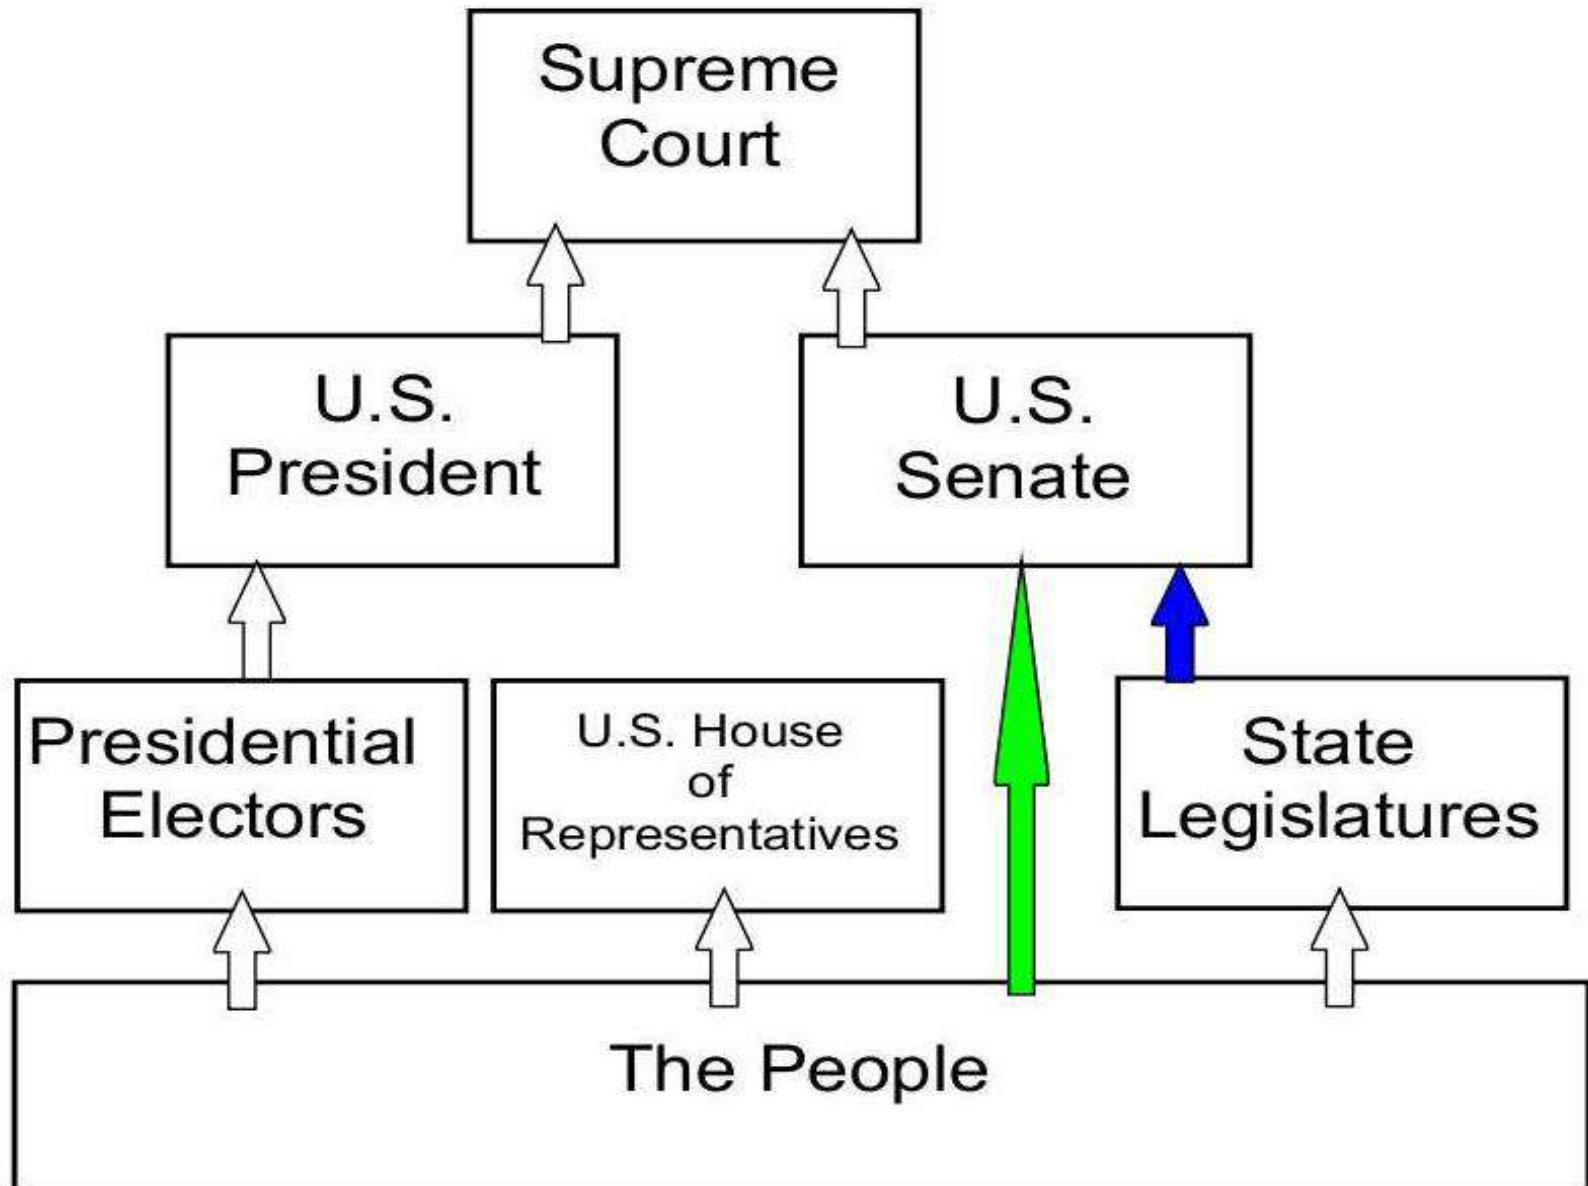 Supreme
Court
U.S.
President
U.S.
Senate
Presidential
Electors
U.S. House
of
Representatives
State
Legislatures
The People